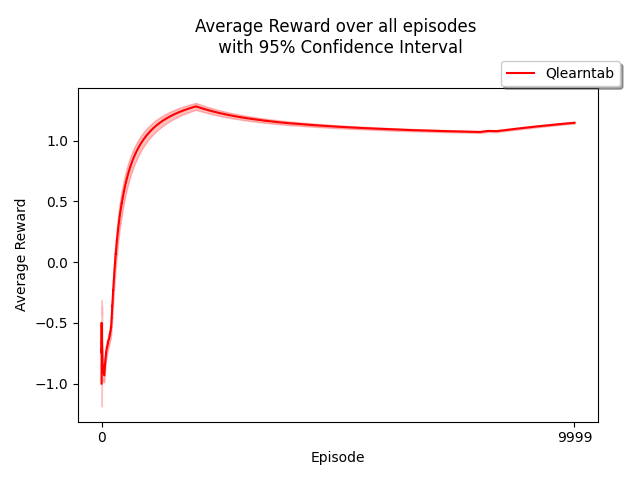 Average Reward over all episodes
with 95% Confidence Interval
Qlearntab
1.0
0.5
0.0
−0.5
−1.0
Average Reward
0
9999
Episode